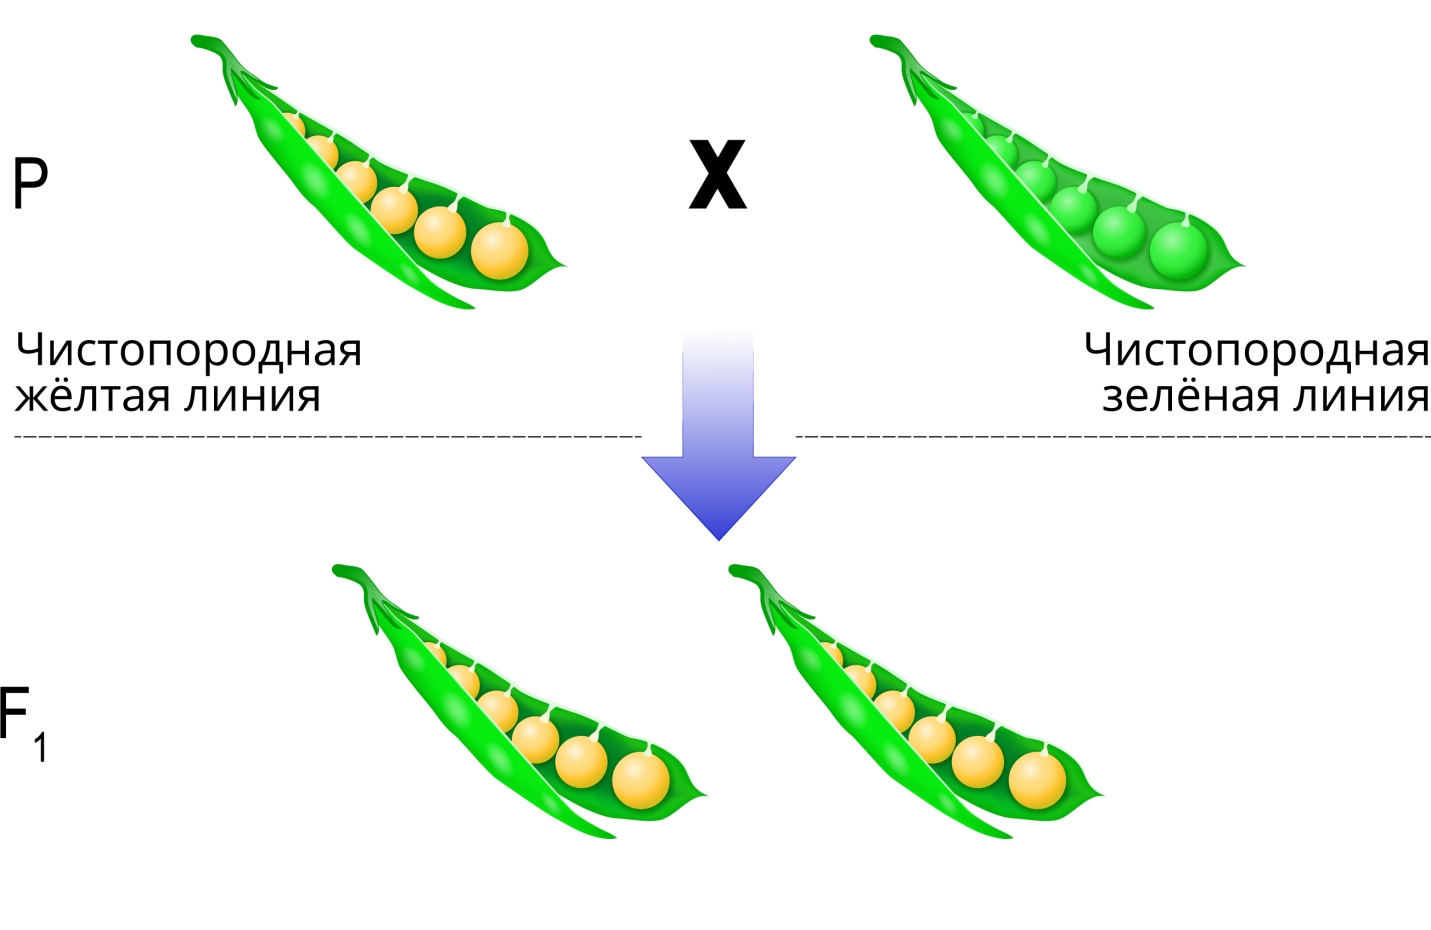 P
X
Чистопородная
жёлтая линия
Чистопородная
зелёная линия
F1